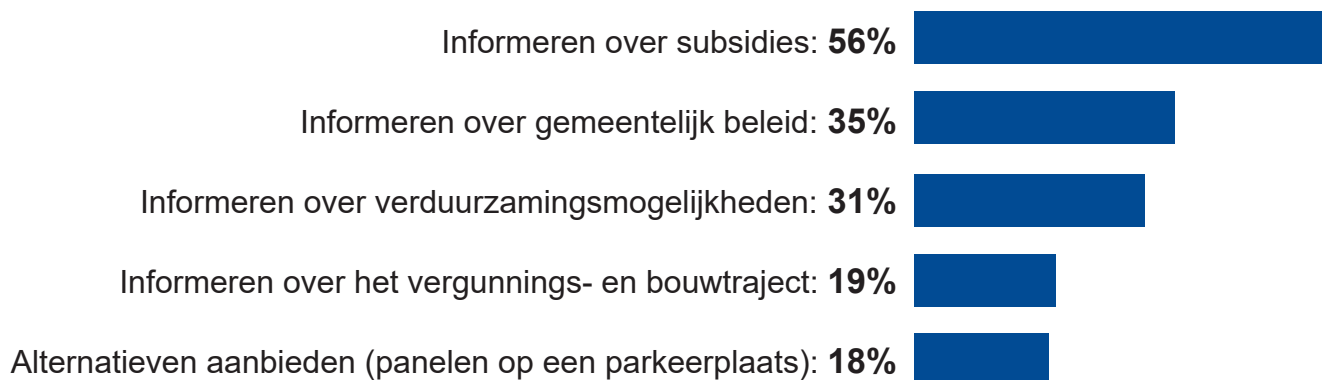 Informeren over subsidies: 56%
Informeren over gemeentelijk beleid: 35%
Informeren over verduurzamingsmogelijkheden: 31%
Informeren over het vergunnings- en bouwtraject: 19%
Alternatieven aanbieden (panelen op een parkeerplaats): 18%